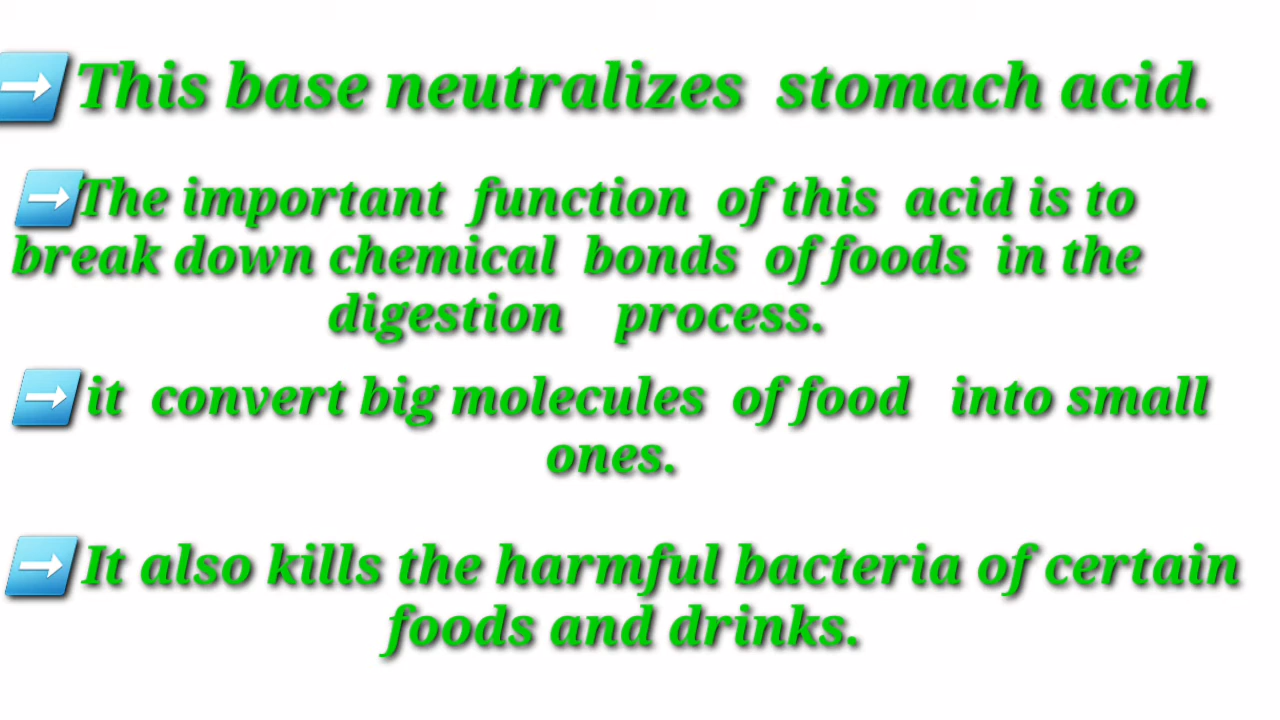 ➡This base neutralizes stomach acid.
➡The important function of this acid is to
break down chemical bonds of foods in the
digestion process.
➡it convert big molecules of food into small
ones.
➡It also kills the harmful bacteria of certain
foods and drinks.